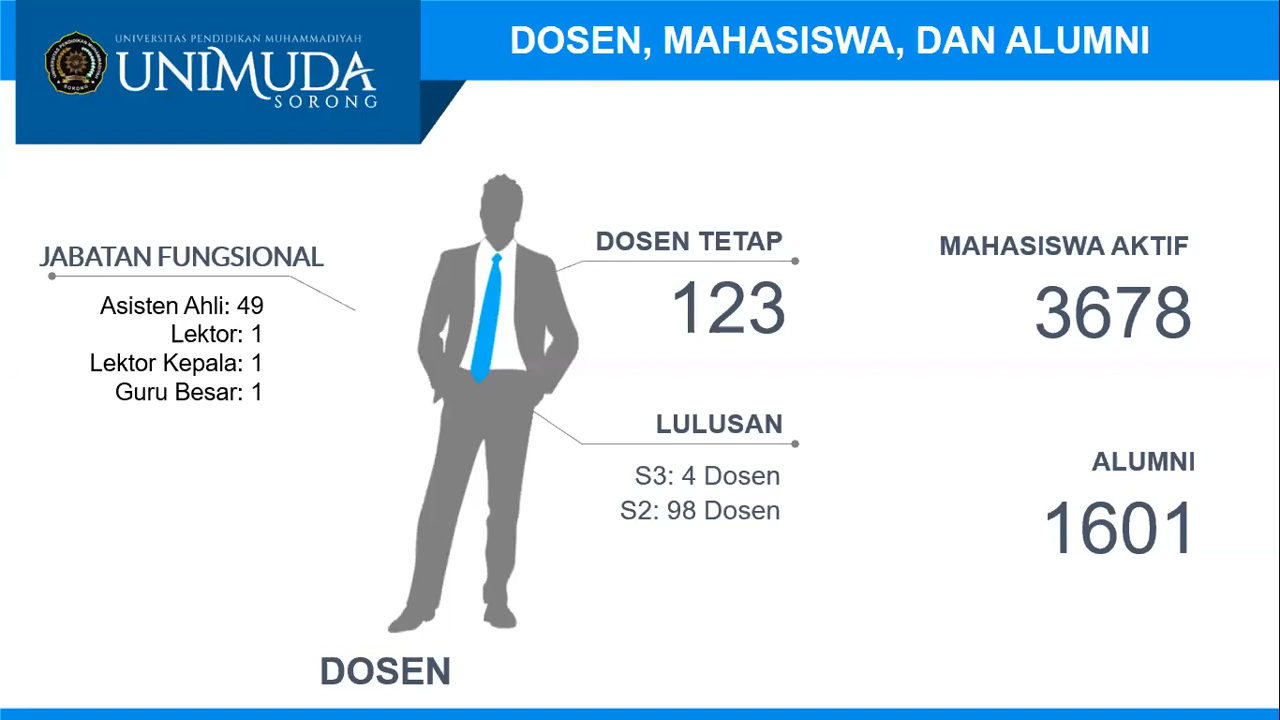 UNIVERSITAS PENDIDIKAN MUHAMMADIYAH
UNIMUDA
SORONG
DOSEN, MAHASISWA, DAN ALUMNI
JABATAN FUNGSIONAL
Asisten Ahli: 49
Lektor: 1
Lektor Kepala: 1
Guru Besar: 1
DOSEN TETAP
123
LULUSAN
S3: 4 Dosen
S2: 98 Dosen
MAHASISWA AKTIF
3678
ALUMNI
1601
DOSEN